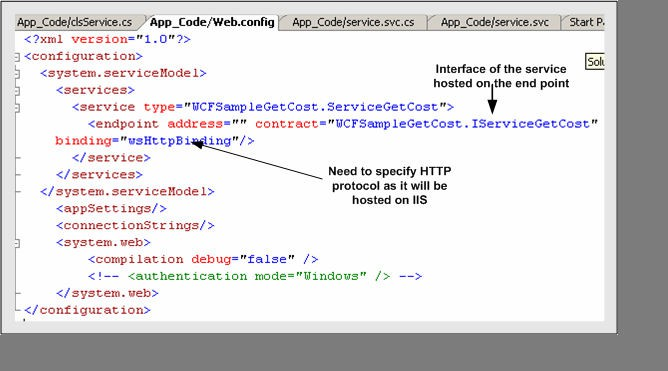 App_Code/clsService.cs App_Code/Web.config App_Code/service.svc.cs App_Code/service.svc Start P
<?xml version="1.0"?>
<configuration>
Solu
<system.serviceModel>
Interface of the service
hosted on the end point
<services>
<service type="WCFSampleGetCost.ServiceGetCost">
<endpoint address="" contract="WCFSampleGetCost.IServiceGetCost"
binding="wsHttpBinding"/>
</service>
</services>
Need to specify HTTP
protocol as it will be
hosted on IIS
</system.serviceModel>
<appSettings/>
<connectionStrings/>
<system.web>
<compilation debug="false" />
<!-- <authentication mode="Windows" /> -->
</system.web>
</configuration>